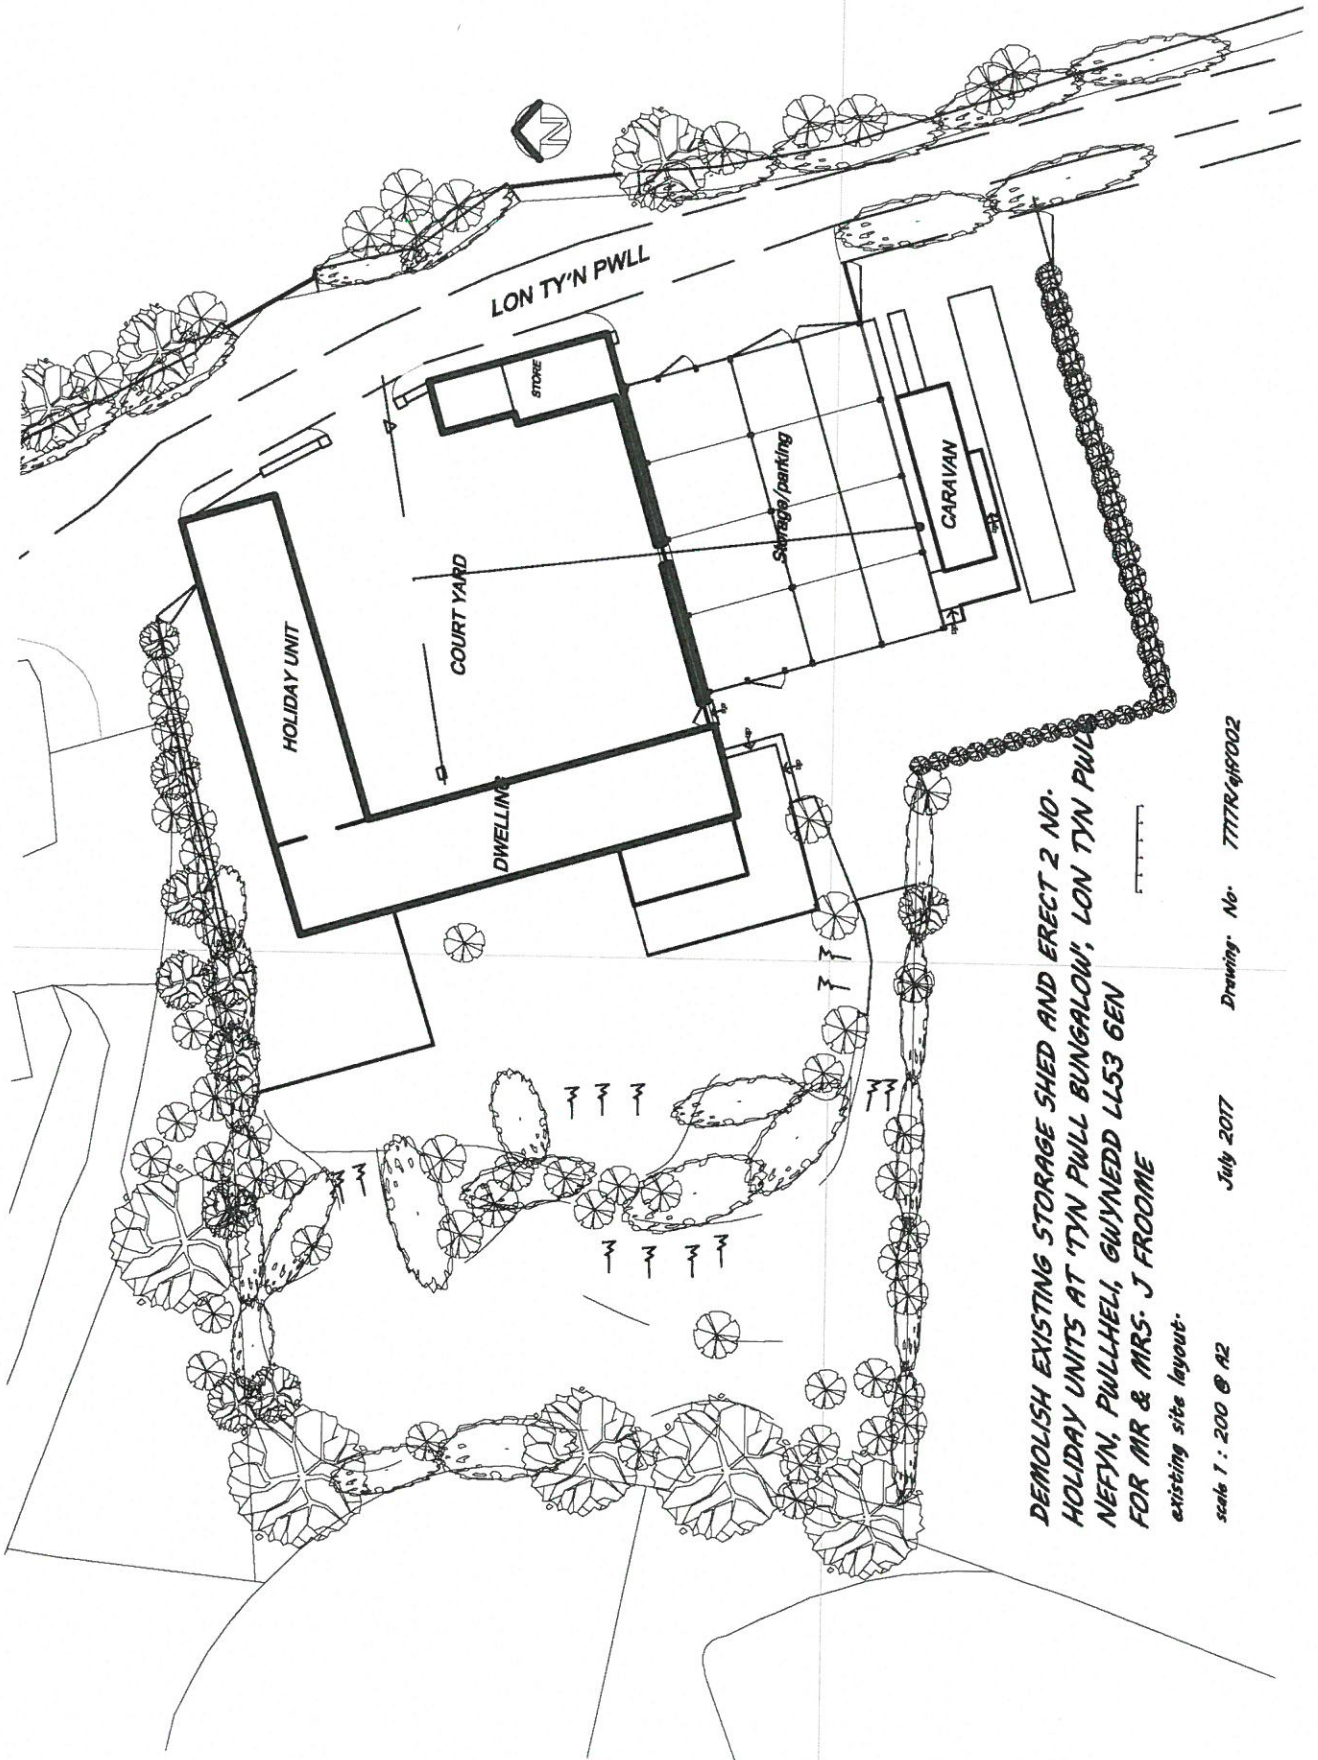 LON TY'N PWLL
N
STORE
HOLIDAY UNIT
COURT YARD
Storage/parking
CARAVAN
DWELLING
DEMOLISH EXISTING STORAGE SHED AND ERECT 2 NO.
HOLIDAY UNITS AT 'TYN PWLL BUNGALOW', LON TYN PWLL
NEFYN, PWLLHELI, GWYNEDD LL53 6EN
FOR MR & MRS. J FROOME
existing site layout.
scale 1 : 200 @ A2 July 2017 Drawing No.